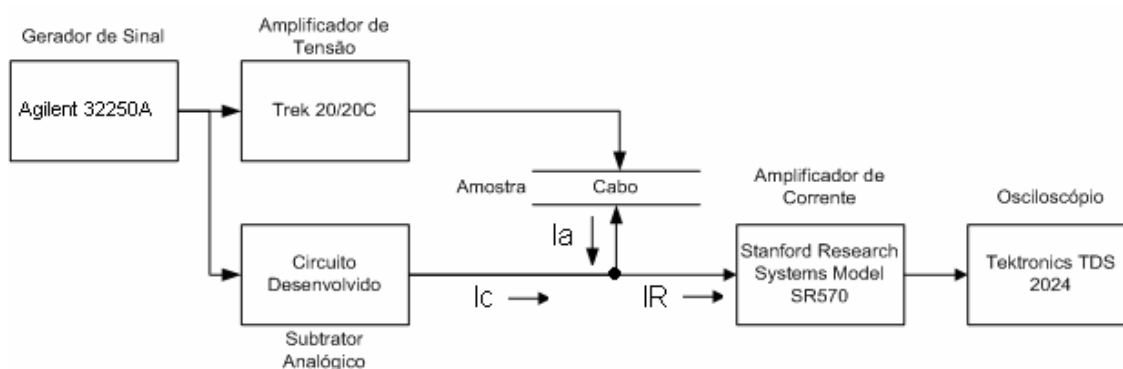 Gerador de Sinal
Agilent 32250A
Amplificador de
Tensão
Trek 20/20C
Amostra
Cabo
Ia
Circuito
Desenvolvido
Subtrator
Analógico
Ic
IR
Amplificador de
Corrente
Stanford Research
Systems Model
SR570
Osciloscópio
Tektronics TDS
2024